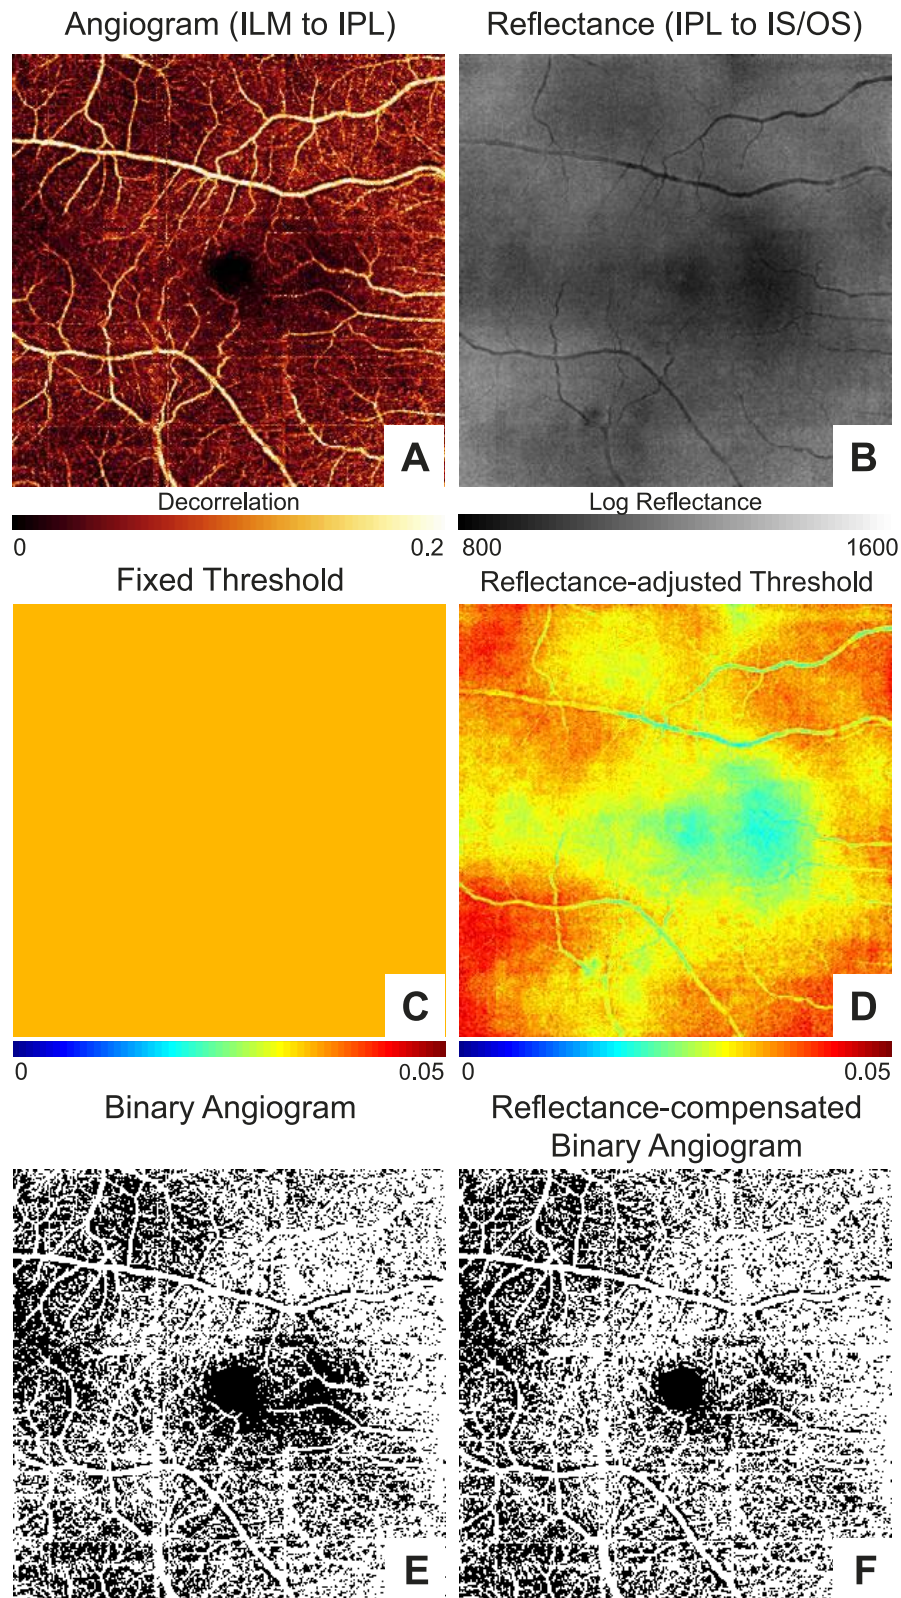 Angiogram (ILM to IPL)
Reflectance (IPL to IS/OS)
A
B
Decorrelation
Log Reflectance
0
0.2
800
1600
Fixed Threshold
Reflectance-adjusted Threshold
C
D
0
0.05
0
0.05
Binary Angiogram
Reflectance-compensated
Binary Angiogram
E
F